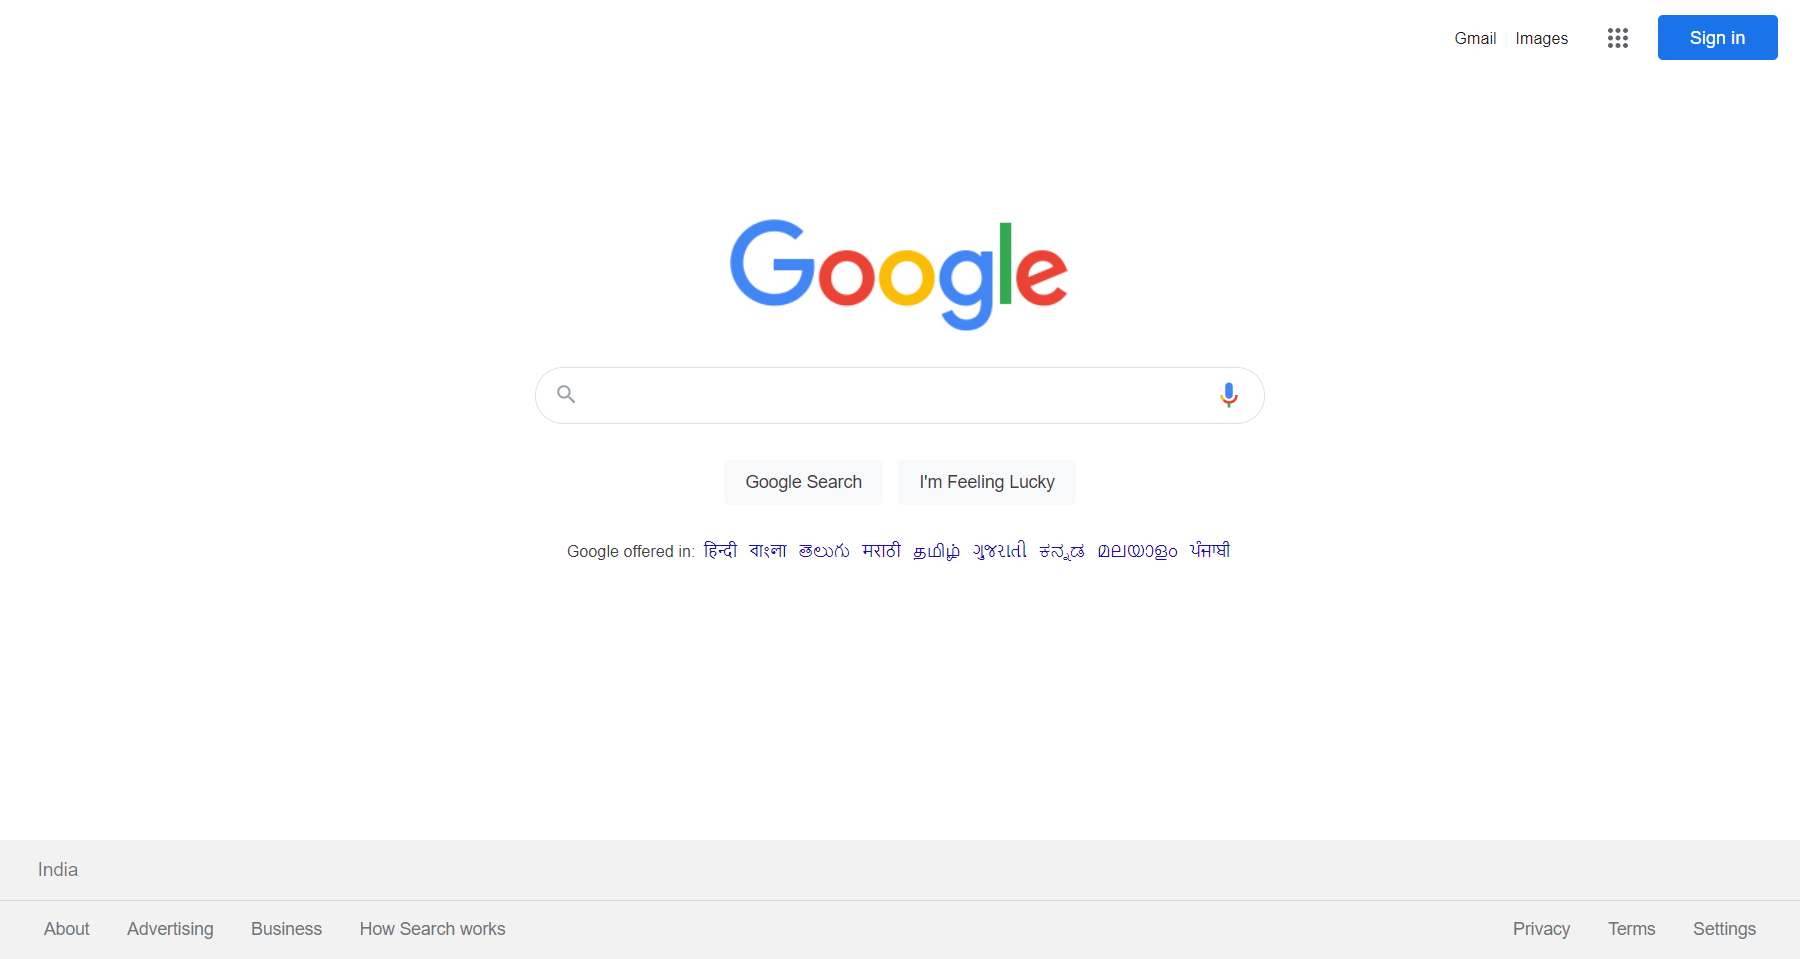 Gmail Images Sign in
Google
Google Search I'm Feeling Lucky
Google offered in: हिन्दी বাংলা తెలుగు मराठी தமிழ் ગુજરાતી ಕನ್ನಡ മലയാളം ਪੰਜਾਬੀ
India
About Advertising Business How Search works Privacy Terms Settings